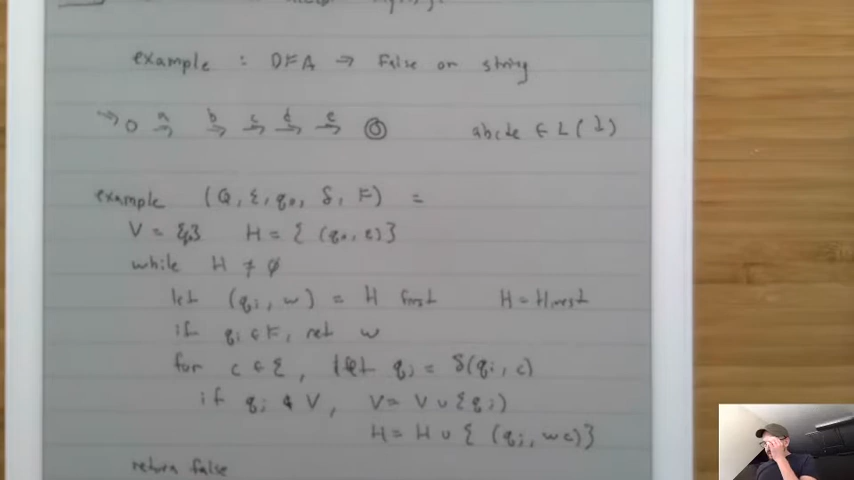 example : DFA → False or string
→ O a→ b→ c→ d→ e→ ◎ abcde ∈ L(↓)
example (Q, Σ, q₀, δ, F) =
V = {q₀} H = { (q₀, ε)}
while H ≠ ∅
let (qᵢ, w) = H first H = H.rest
if qᵢ ∈ F, ret w
for c ∈ Σ, let qⱼ = δ(qᵢ, c)
if qⱼ ∉ V, V = V ∪ {qⱼ}
H = H ∪ { (qⱼ, wc)}
return false